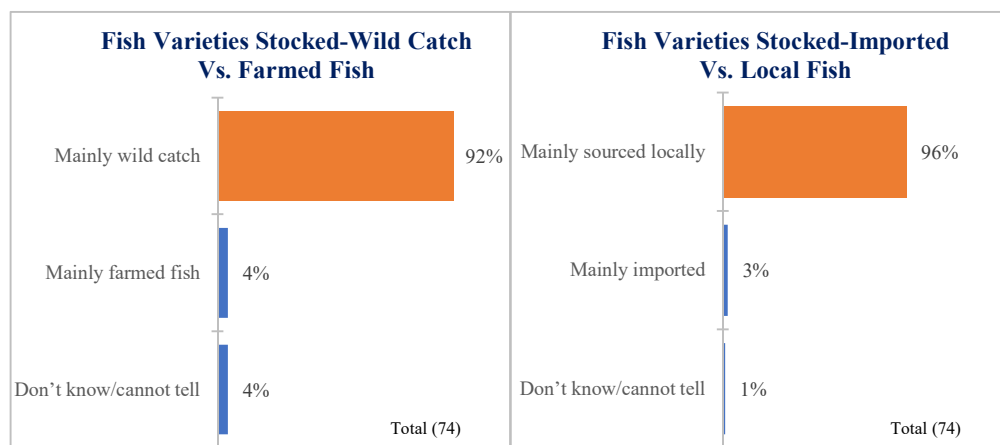 Fish Varieties Stocked-Wild Catch
Vs. Farmed Fish
Mainly wild catch
92%
Mainly farmed fish
4%
Don’t know/cannot tell
4%
Total (74)
Fish Varieties Stocked-Imported
Vs. Local Fish
Mainly sourced locally
96%
Mainly imported
3%
Don’t know/cannot tell
1%
Total (74)